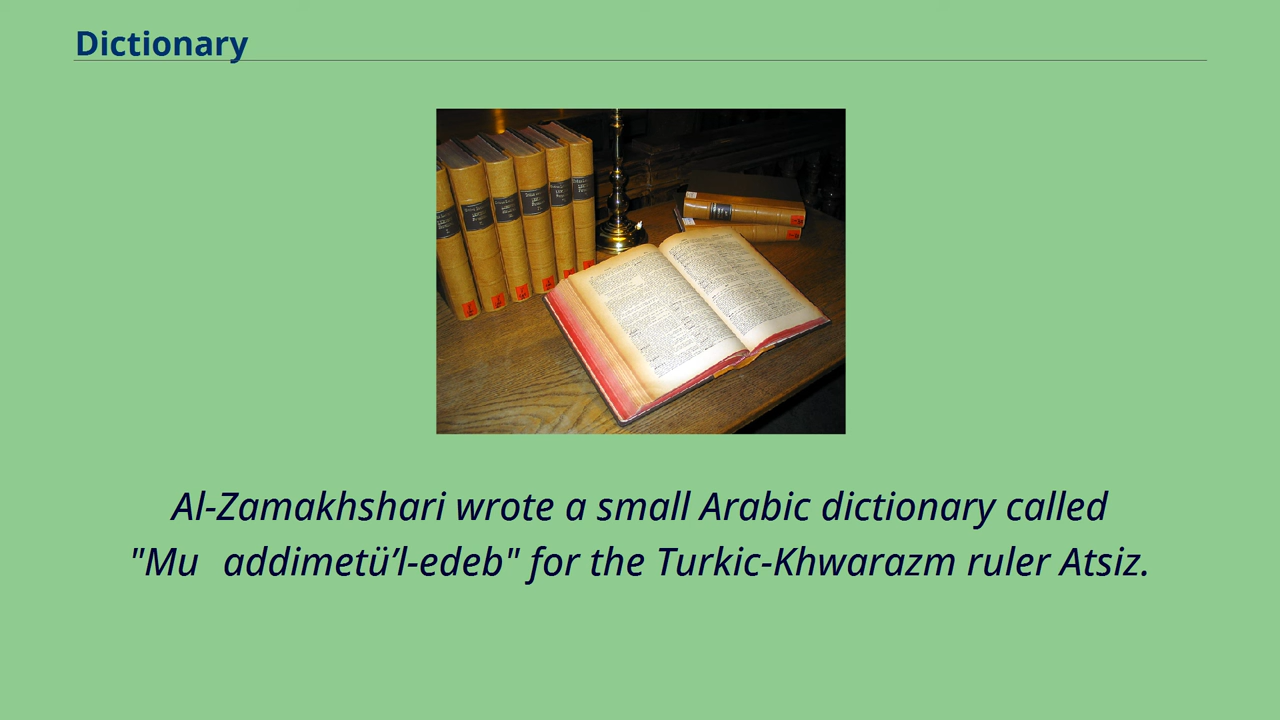 Dictionary
Al-Zamakhshari wrote a small Arabic dictionary called
"Mu addimetü’l-edeb" for the Turkic-Khwarazm ruler Atsiz.